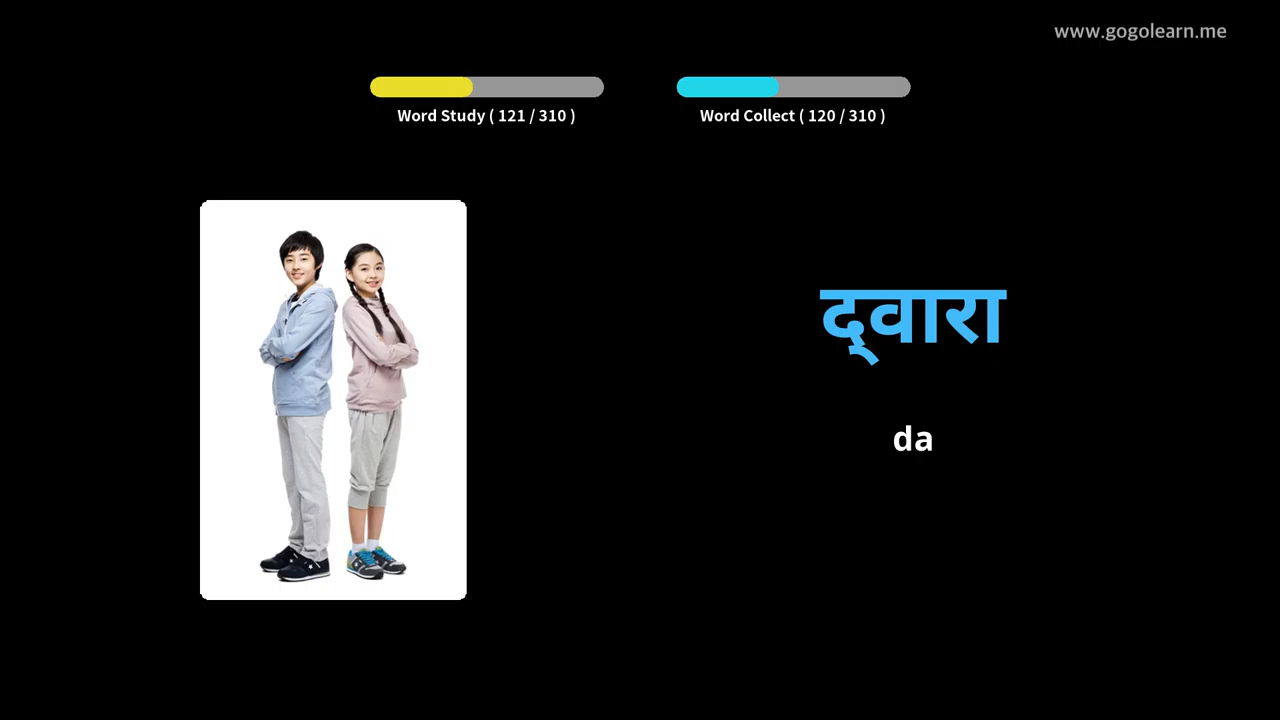 www.gogolearn.me
Word Study ( 121 / 310 )
Word Collect ( 120 / 310 )
द्‌वारा
da